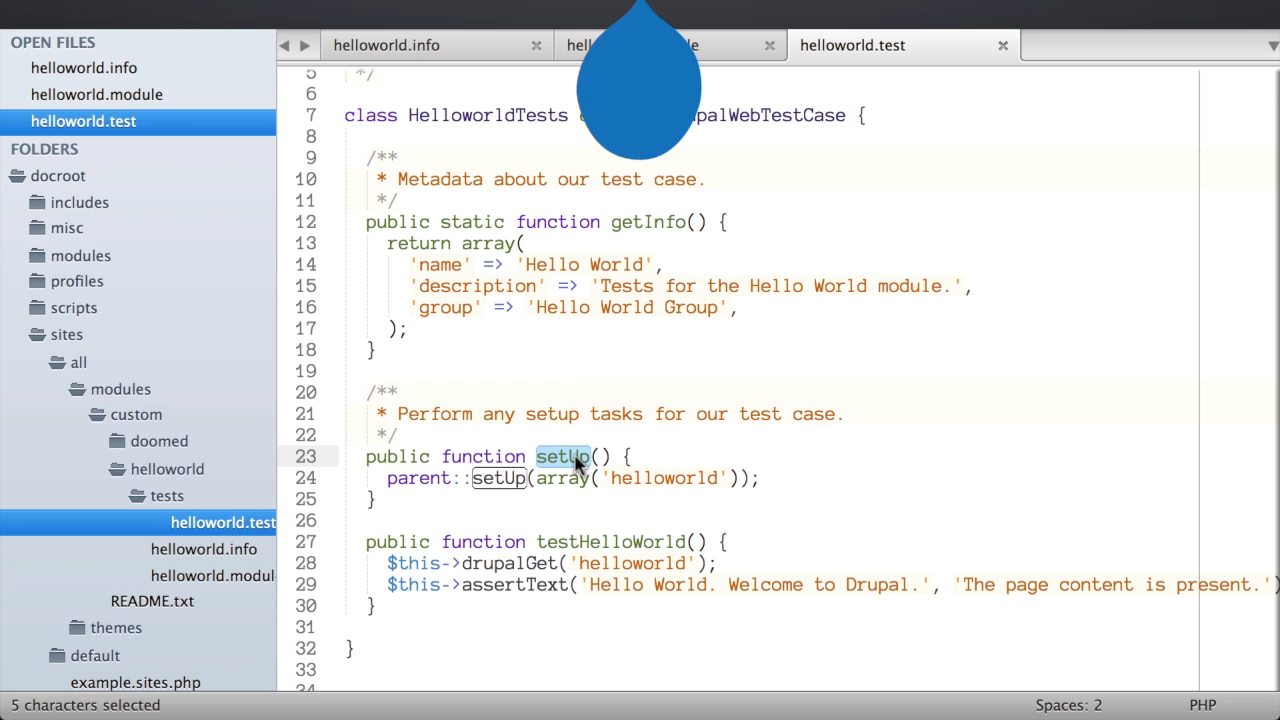 OPEN FILES
helloworld.info
helloworld.module
helloworld.test
FOLDERS
docroot
includes
misc
modules
profiles
scripts
sites
all
modules
custom
doomed
helloworld
tests
helloworld.test
helloworld.info
helloworld.modul
README.txt
themes
default
example.sites.php
helloworld.info
helloworld.test
5 */
6
7 class HelloworldTests palWebTestCase {
8
9 /**
10 * Metadata about our test case.
11 */
12 public static function getInfo() {
13 return array(
14 'name' => 'Hello World',
15 'description' => 'Tests for the Hello World module.',
16 'group' => 'Hello World Group',
17 );
18 }
19
20 /**
21 * Perform any setup tasks for our test case.
22 */
23 public function setUp() {
24 parent::setUp(array('helloworld'));
25 }
26
27 public function testHelloWorld() {
28 $this->drupalGet('helloworld');
29 $this->assertText('Hello World. Welcome to Drupal.', 'The page content is present.')
30 }
31
32 }
33
34
5 characters selected
Spaces: 2
PHP